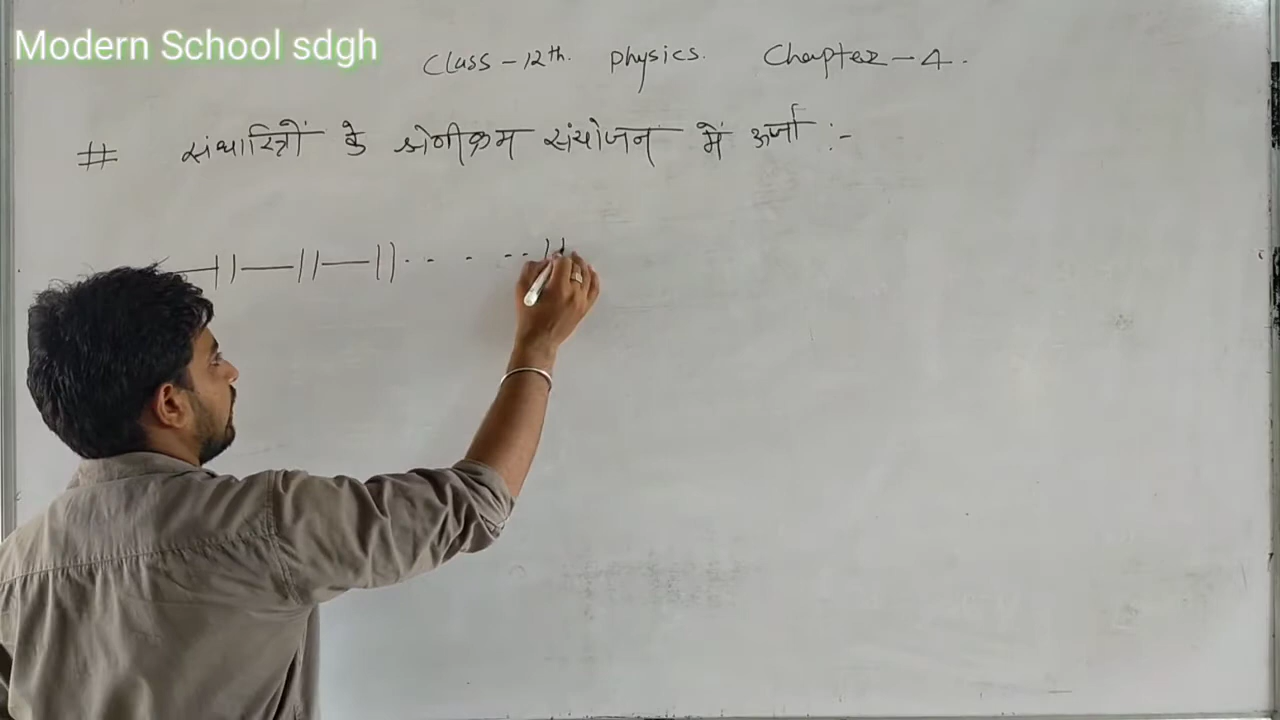 Modern School sdgh
Class - 12th. Physics. Chapter - 4.
# संधारित्रों के श्रेणीक्रम संयोजन में ऊर्जा :-